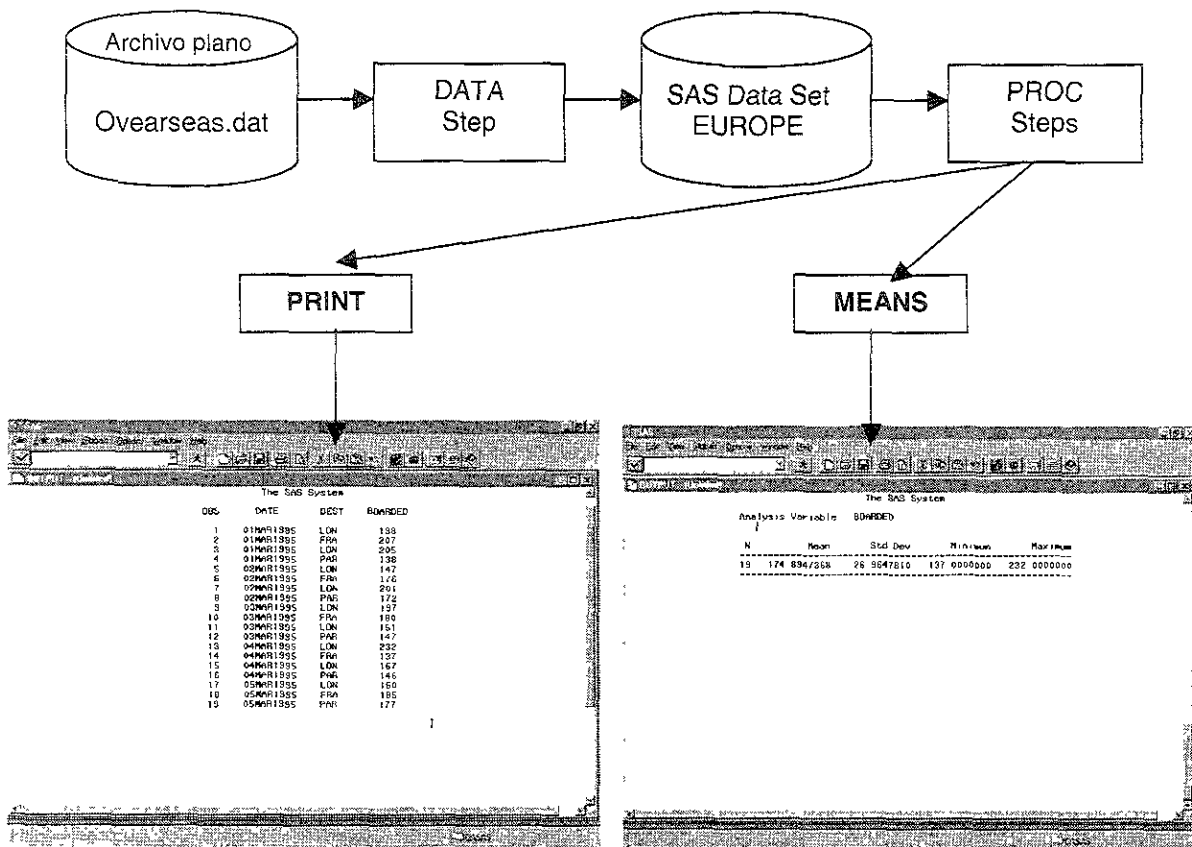 Archivo plano
Ovearseas.dat
DATA
Step
SAS Data Set
EUROPE
PROC
Steps
PRINT
MEANS
The SAS System
OBS DATE DEST BOARDED
1 01MAR1995 LON 198
2 01MAR1995 FRA 207
3 01MAR1995 LON 205
4 01MAR1995 PAR 138
5 02MAR1995 LON 147
6 02MAR1995 FRA 176
7 02MAR1995 LON 201
8 02MAR1995 PAR 172
9 03MAR1995 LON 197
10 03MAR1995 FRA 180
11 03MAR1995 LON 151
12 03MAR1995 PAR 147
13 04MAR1995 LON 232
14 04MAR1995 FRA 137
15 04MAR1995 LON 167
16 04MAR1995 PAR 146
17 05MAR1995 LON 160
18 05MAR1995 FRA 185
19 05MAR1995 PAR 177
The SAS System
Analysis Variable BOARDED
N Mean Std Dev Minimum Maximum
19 174 8947368 26 9647810 137 0000000 232 0000000